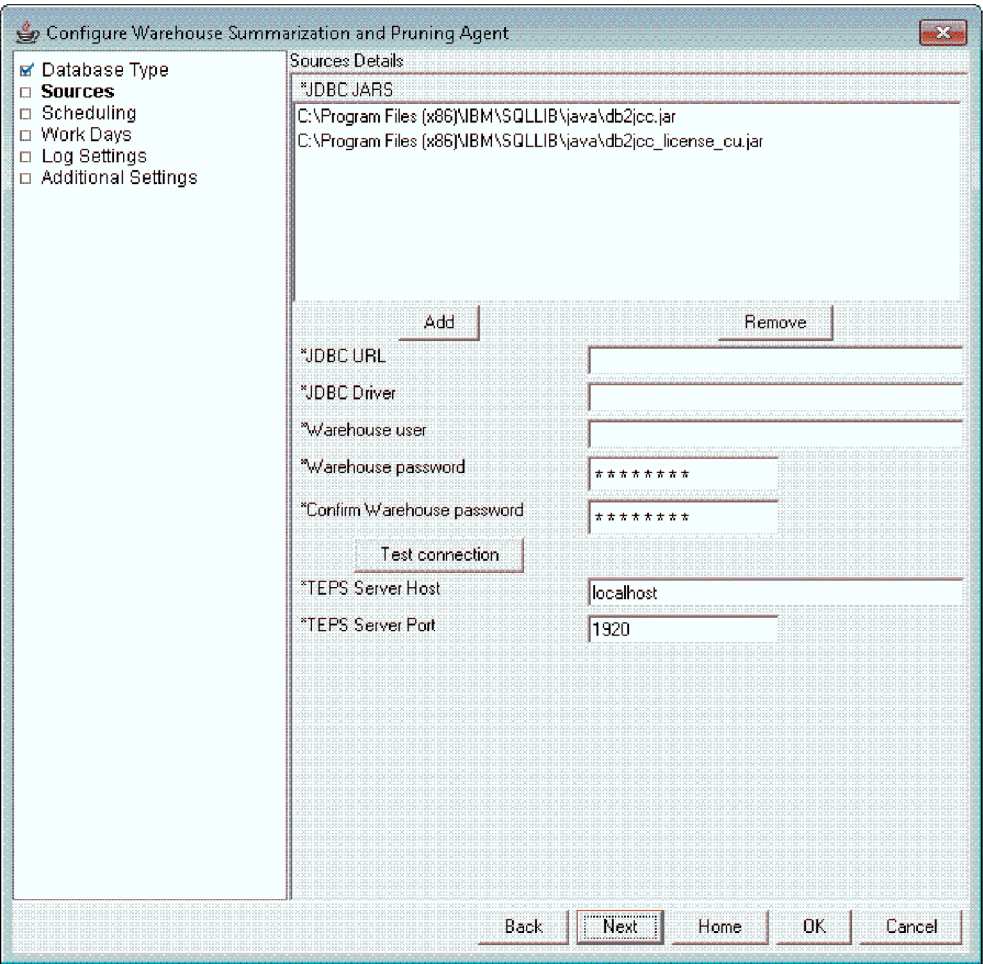 Configure Warehouse Summarization and Pruning Agent
Database Type
Sources
Scheduling
Work Days
Log Settings
Additional Settings
Sources Details
*JDBC JARS
C:\Program Files (x86)\IBM\SQLLIB\java\db2jcc.jar
C:\Program Files (x86)\IBM\SQLLIB\java\db2jcc_license_cu.jar
Add Remove
*JDBC URL
*JDBC Driver
*Warehouse user
*Warehouse password ********
*Confirm Warehouse password ********
Test connection
*TEPS Server Host localhost
*TEPS Server Port 1920
Back Next Home OK Cancel